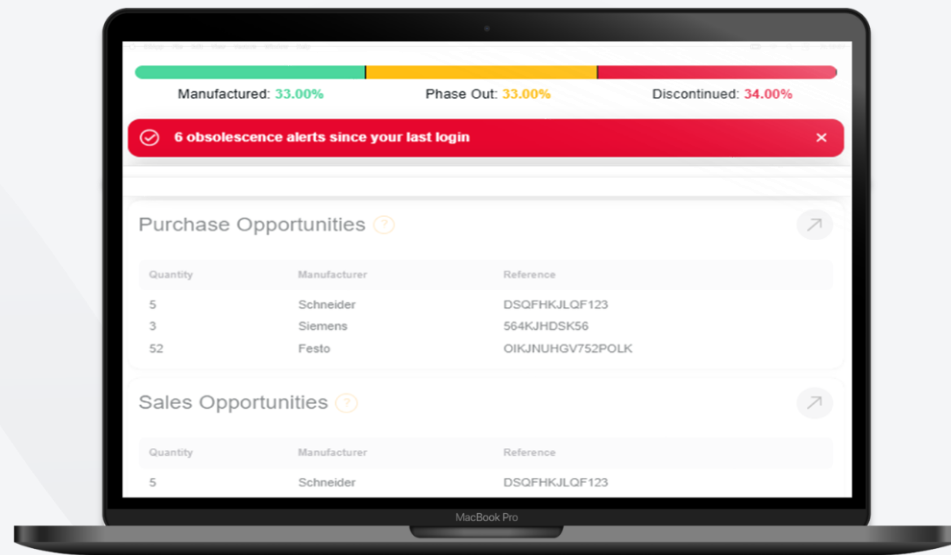 Manufactured: 33.00% Phase Out: 33.00% Discontinued: 34.00%
6 obsolescence alerts since your last login ×
Purchase Opportunities ?
Quantity Manufacturer Reference
5 Schneider DSQFHKJLQF123
3 Siemens 564KJHDSK56
52 Festo OIKJNUHGV752POLK
Sales Opportunities ?
Quantity Manufacturer Reference
5 Schneider DSQFHKJLQF123
MacBook Pro